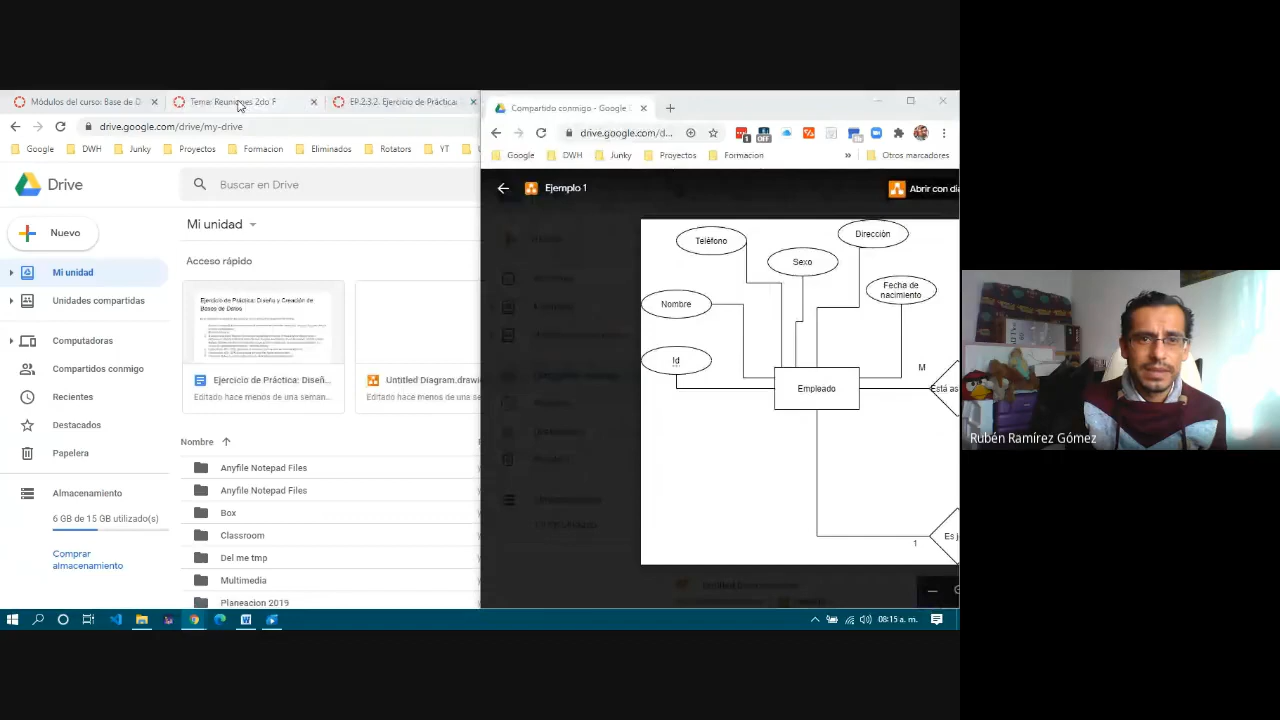 Módulos del curso: Base de D
Tema: Reuniones 2do P
EP.2.3.2. Ejercicio de Práctica:
drive.google.com/drive/my-drive
Google
DWH
Junky
Proyectos
Formacion
Eliminados
Rotators
YT
Drive
Buscar en Drive
Nuevo
Mi unidad
Unidades compartidas
Computadoras
Compartidos conmigo
Recientes
Destacados
Papelera
Almacenamiento
6 GB de 15 GB utilizado(s)
Comprar
almacenamiento
Mi unidad
Acceso rápido
Ejercicio de Práctica: Diseño y Creación de
Bases de Datos
Ejercicio de Práctica: Diseñ...
Editado hace menos de una seman...
Untitled Diagram.drawio
Editado hace menos de una
Nombre
Anyfile Notepad Files
Anyfile Notepad Files
Box
Classroom
Del me tmp
Multimedia
Planeacion 2019
Compartido conmigo - Google
drive.google.com/d...
1
OFF
Google
DWH
Junky
Proyectos
Formacion
»
Otros marcadores
Ejemplo 1
Abrir con dia
Teléfono
Sexo
Dirección
Fecha de
nacimiento
Nombre
Id
Empleado
M
Está as
Es j
1
Rubén Ramírez Gómez
08:15 a. m.